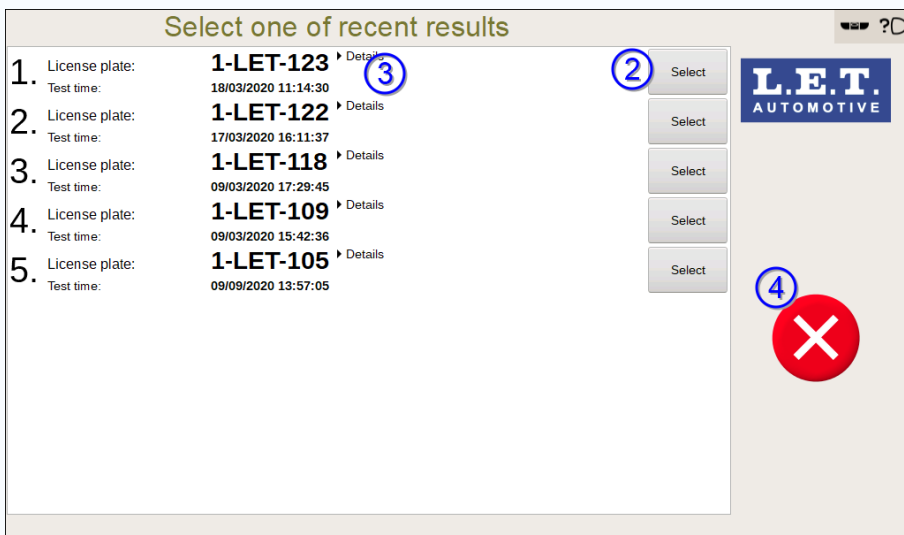 Select one of recent results
?
1. License plate: 1-LET-123 Details Select
Test time: 18/03/2020 11:14:30
2. License plate: 1-LET-122 Details Select
Test time: 17/03/2020 16:11:37
3. License plate: 1-LET-118 Details Select
Test time: 09/03/2020 17:29:45
4. License plate: 1-LET-109 Details Select
Test time: 09/03/2020 15:42:36
5. License plate: 1-LET-105 Details Select
Test time: 09/09/2020 13:57:05
2
3
L.E.T.
AUTOMOTIVE
4